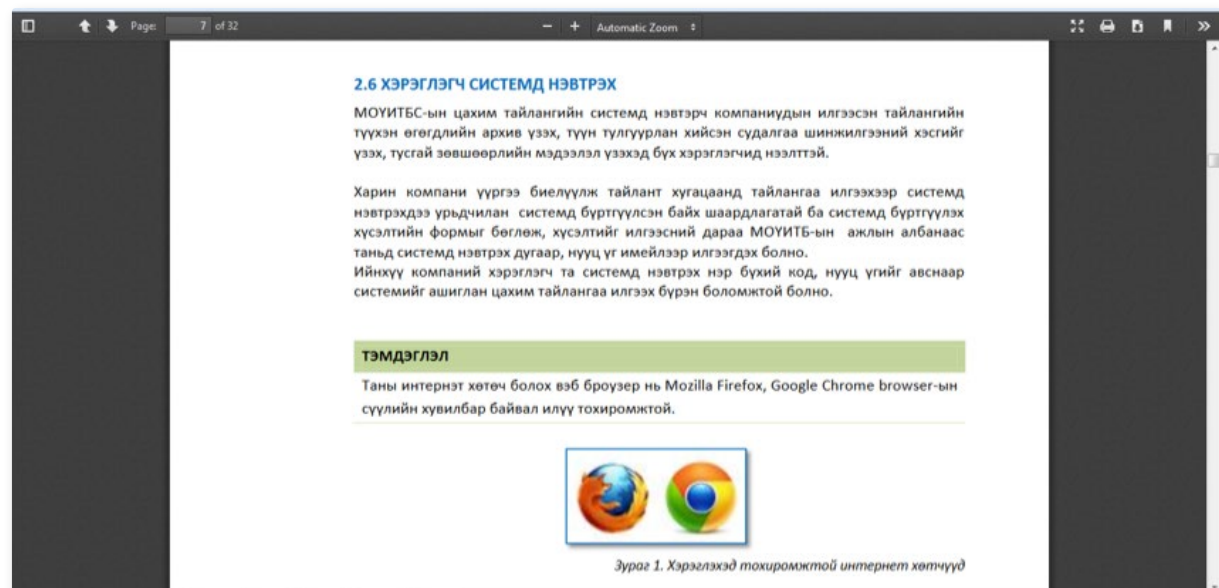 Page: 7 of 32
Automatic Zoom
2.6 ХЭРЭГЛЭГЧ СИСТЕМД НЭВТРЭХ
МОҮИТБС-ын цахим тайлангийн системд нэвтэрч компаниудын илгээсэн тайлангийн
түүхэн өгөгдлийн архив үзэх, түүн тулгуурлан хийсэн судалгаа шинжилгээний хэсгийг
үзэх, тусгай зөвшөөрлийн мэдээлэл үзэхэд бүх хэрэглэгчид нээлттэй.
Харин компани үүргээ биелүүлж тайлант хугацаанд тайлангаа илгээхээр системд
нэвтрэхдээ урьдчилан системд бүртгүүлсэн байх шаардлагатай ба системд бүртгүүлэх
хүсэлтийн формыг бөглөж, хүсэлтийг илгээсний дараа МОҮИТБ-ын ажлын албанаас
таньд системд нэвтрэх дугаар, нууц үг имейлээр илгээгдэх болно.
Ийнхүү компаний хэрэглэгч та системд нэвтрэх нэр бүхий код, нууц үгийг авснаар
системийг ашиглан цахим тайлангаа илгээх бүрэн боломжтой болно.
ТЭМДЭГЛЭЛ
Таны интернэт хөтөч болох вэб броузер нь Mozilla Firefox, Google Chrome browser-ын
сүүлийн хувилбар байвал илүү тохиромжтой.
Зураг 1. Хэрэглэхэд тохиромжтой интернет хөтчүүд